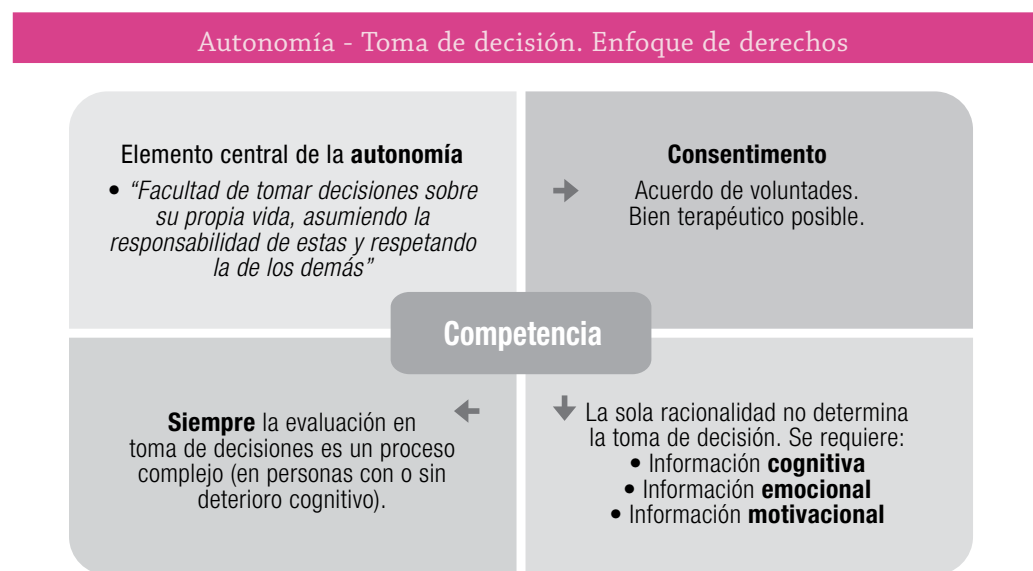 Autonomía - Toma de decisión. Enfoque de derechos
Elemento central de la autonomía
• “Facultad de tomar decisiones sobre
su propia vida, asumiendo la
responsabilidad de estas y respetando
la de los demás”
Consentimento
Acuerdo de voluntades.
Bien terapéutico posible.
Competencia
Siempre la evaluación en
toma de decisiones es un proceso
complejo (en personas con o sin
deterioro cognitivo).
La sola racionalidad no determina
la toma de decisión. Se requiere:
• Información cognitiva
• Información emocional
• Información motivacional